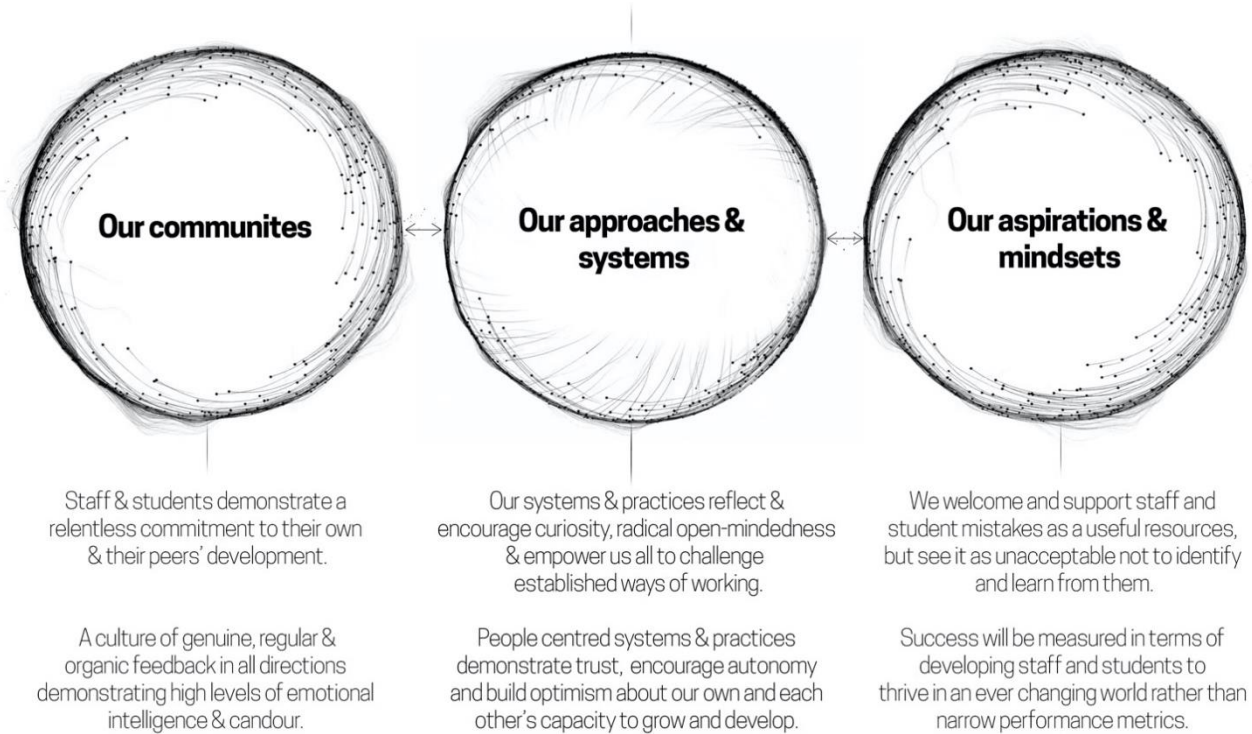 Our communites
Our approaches &
systems
Our aspirations &
mindsets
Staff & students demonstrate a
relentless commitment to their own
& their peers' development.
A culture of genuine, regular &
organic feedback in all directions
demonstrating high levels of emotional
intelligence & candour.
Our systems & practices reflect &
encourage curiosity, radical open-mindedness
& empower us all to challenge
established ways of working.
People centred systems & practices
demonstrate trust, encourage autonomy
and build optimism about our own and each
other's capacity to grow and develop.
We welcome and support staff and
student mistakes as a useful resources,
but see it as unacceptable not to identify
and learn from them.
Success will be measured in terms of
developing staff and students to
thrive in an ever changing world rather than
narrow performance metrics.